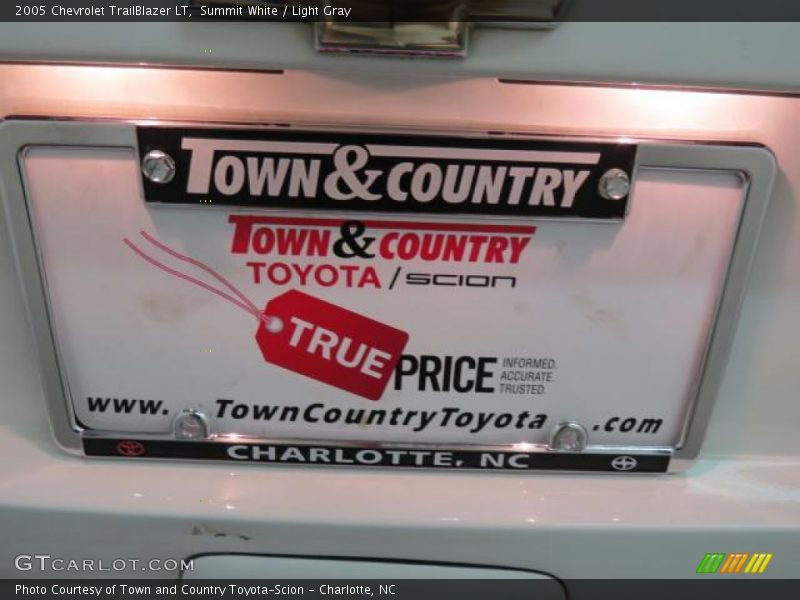 2005 Chevrolet TrailBlazer LT, Summit White / Light Gray
TOWN & COUNTRY
TOWN & COUNTRY
TOYOTA / SCION
TRUE PRICE
INFORMED.
ACCURATE.
TRUSTED.
www. TownCountryToyota .com
CHARLOTTE, NC
GTCARLOT.COM
Photo Courtesy of Town and Country Toyota-Scion - Charlotte, NC